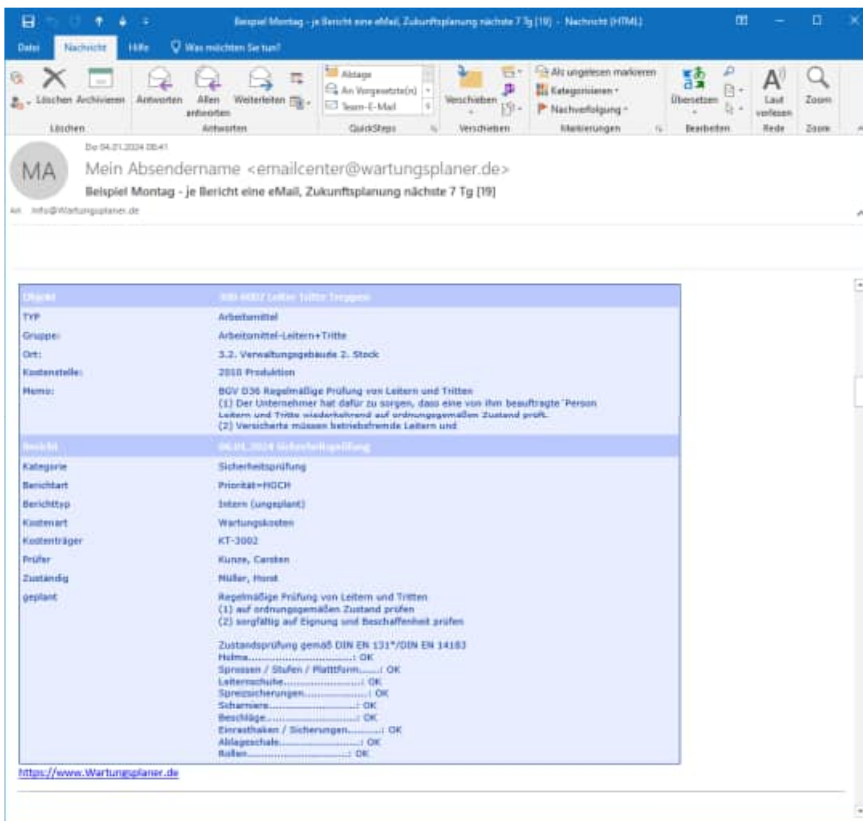 Beispiel Montag - je Bericht eine eMail, Zukunftsplanung nächste 7 Tg [19] - Nachricht (HTML)
Datei Nachricht Hilfe Was möchten Sie tun?
Löschen Archivieren
Antworten Allen antworten Weiterleiten
Ablage
An Vorgesetzte(n)
Team-E-Mail
Verschieben
Als ungelesen markieren
Kategorisieren
Nachverfolgung
Übersetzen
Laut vorlesen
Zoom
Löschen Antworten QuickSteps Verschieben Markierungen Bearbeiten Rede Zoom
Do 04.01.2024 08:41
MA
Mein Absendername <emailcenter@wartungsplaner.de>
Beispiel Montag - je Bericht eine eMail, Zukunftsplanung nächste 7 Tg [19]
An Info@Wartungsplaner.de
Objekt Leiter Tritte Treppen
TYP Arbeitsmittel
Gruppe: Arbeitsmittel-Leitern+Tritte
Ort: 3.2. Verwaltungsgebäude 2. Stock
Kostenstelle: 2010 Produktion
Memo: BGV D36 Regelmäßige Prüfung von Leitern und Tritten
(1) Der Unternehmer hat dafür zu sorgen, dass eine von ihm beauftragte ´Person
Leitern und Tritte wiederkehrend auf ordnungsgemäßen Zustand prüft.
(2) Versicherte müssen betriebsfremde Leitern und
Bericht 06.01.2024 Sicherheitsprüfung
Kategorie Sicherheitsprüfung
Berichtart Priorität=HOCH
Berichttyp Intern (ungeplant)
Kostenart Wartungskosten
Kostenträger KT-3002
Prüfer Kunze, Carsten
Zuständig Müller, Horst
geplant Regelmäßige Prüfung von Leitern und Tritten
(1) auf ordnungsgemäßen Zustand prüfen
(2) sorgfältig auf Eignung und Beschaffenheit prüfen
Zustandsprüfung gemäß DIN EN 131*/DIN EN 14183
Holme..............................: OK
Sprossen / Stufen / Plattform......: OK
Leiternschuhe......................: OK
Spreizsicherungen..................: OK
Scharniere.........................: OK
Beschläge..........................: OK
Einrasthaken / Sicherungen.........: OK
Ablageschale.......................: OK
Rollen.............................: OK
https://www.Wartungsplaner.de